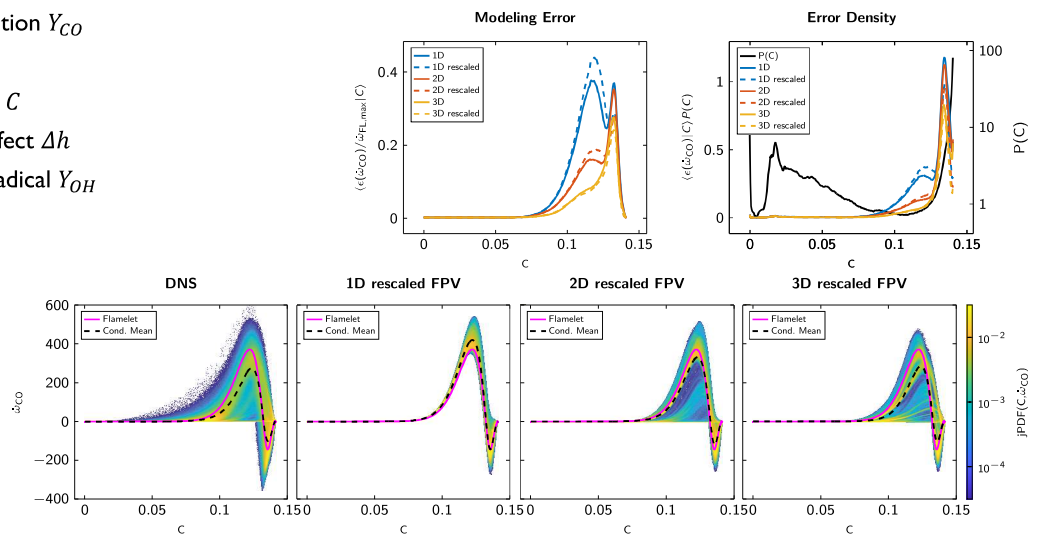 tion Y_CO
C
fect Δh
adical Y_OH
Modeling Error
⟨ϵ(ω̇_CO)/ω̇_FL,max|C⟩
0.4
0.2
0
1D
1D rescaled
2D
2D rescaled
3D
3D rescaled
0 0.05 0.1 0.15
C
Error Density
⟨ϵ(ω̇_CO)|C⟩P(C)
1
0.5
0
P(C)
1D
1D rescaled
2D
2D rescaled
3D
3D rescaled
100
10
1
P(C)
0 0.05 0.1 0.15
C
DNS
ω̇_CO
600
400
200
0
−200
−400
Flamelet
Cond. Mean
0 0.05 0.1 0.15
C
1D rescaled FPV
Flamelet
Cond. Mean
0 0.05 0.1 0.15
C
2D rescaled FPV
Flamelet
Cond. Mean
0 0.05 0.1 0.15
C
3D rescaled FPV
Flamelet
Cond. Mean
0 0.05 0.1 0.15
C
10⁻²
10⁻³
10⁻⁴
jPDF(C,ω̇_CO)